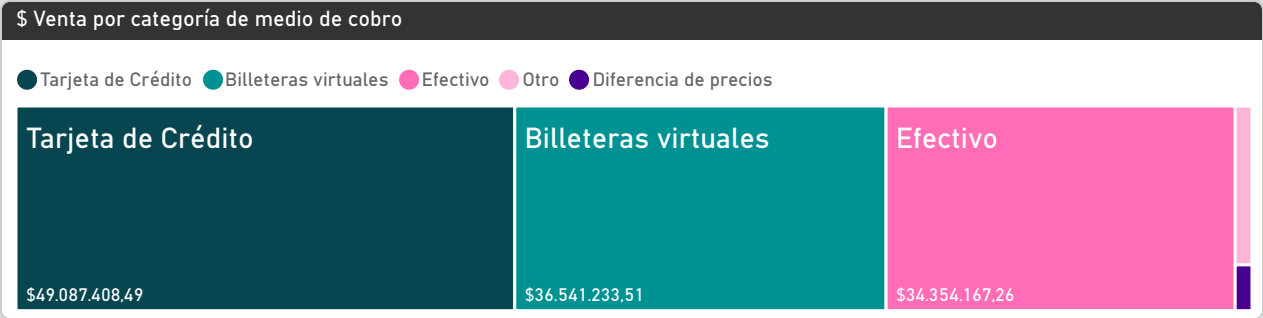 $ Venta por categoría de medio de cobro
Tarjeta de Crédito Billeteras virtuales Efectivo Otro Diferencia de precios
Tarjeta de Crédito Billeteras virtuales Efectivo
$49.087.408,49 $36.541.233,51 $34.354.167,26